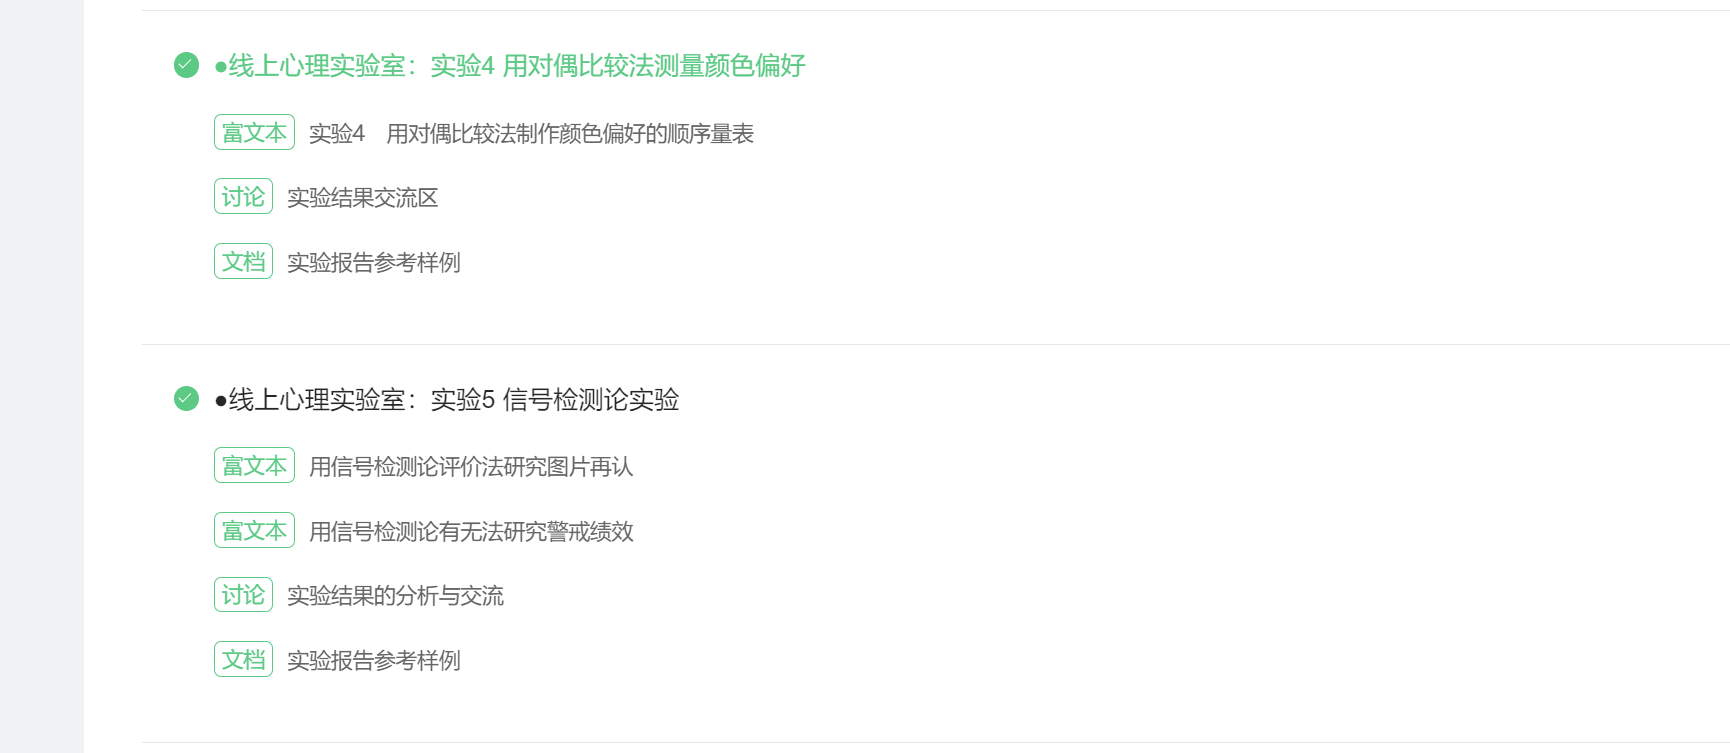 ●线上心理实验室：实验4 用对偶比较法测量颜色偏好
富文本 实验4　用对偶比较法制作颜色偏好的顺序量表
讨论 实验结果交流区
文档 实验报告参考样例
●线上心理实验室：实验5 信号检测论实验
富文本 用信号检测论评价法研究图片再认
富文本 用信号检测论有无法研究警戒绩效
讨论 实验结果的分析与交流
文档 实验报告参考样例